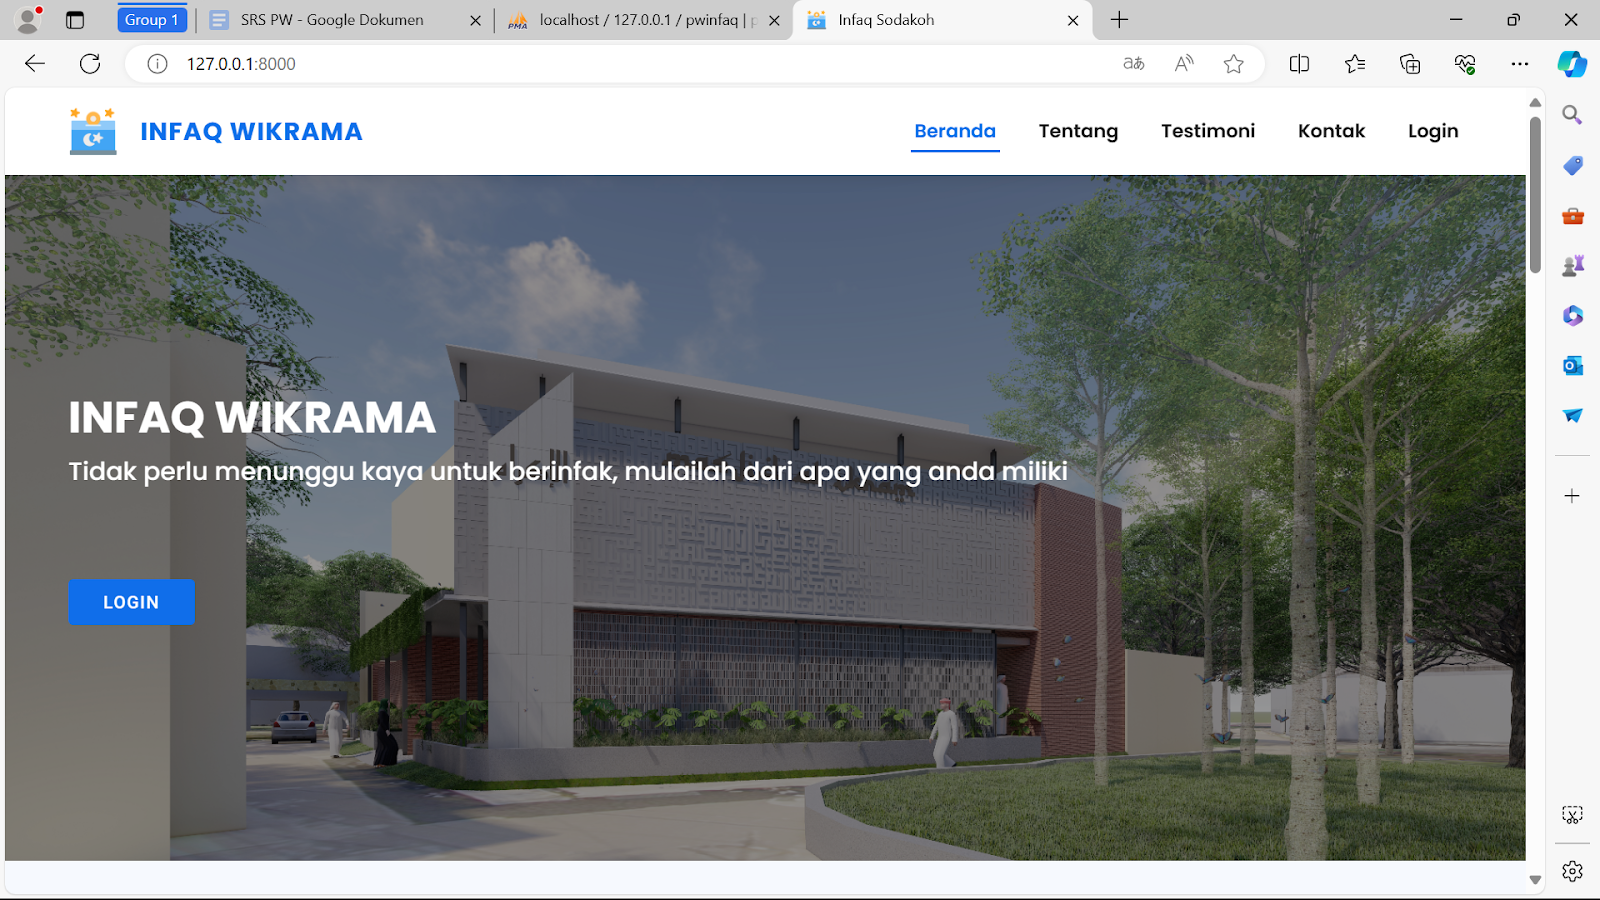 Group 1
SRS PW - Google Dokumen
PMA
localhost / 127.0.0.1 / pwinfaq | p
Infaq Sodakoh
127.0.0.1:8000
INFAQ WIKRAMA
Beranda
Tentang
Testimoni
Kontak
Login
INFAQ WIKRAMA
Tidak perlu menunggu kaya untuk berinfak, mulailah dari apa yang anda miliki
LOGIN